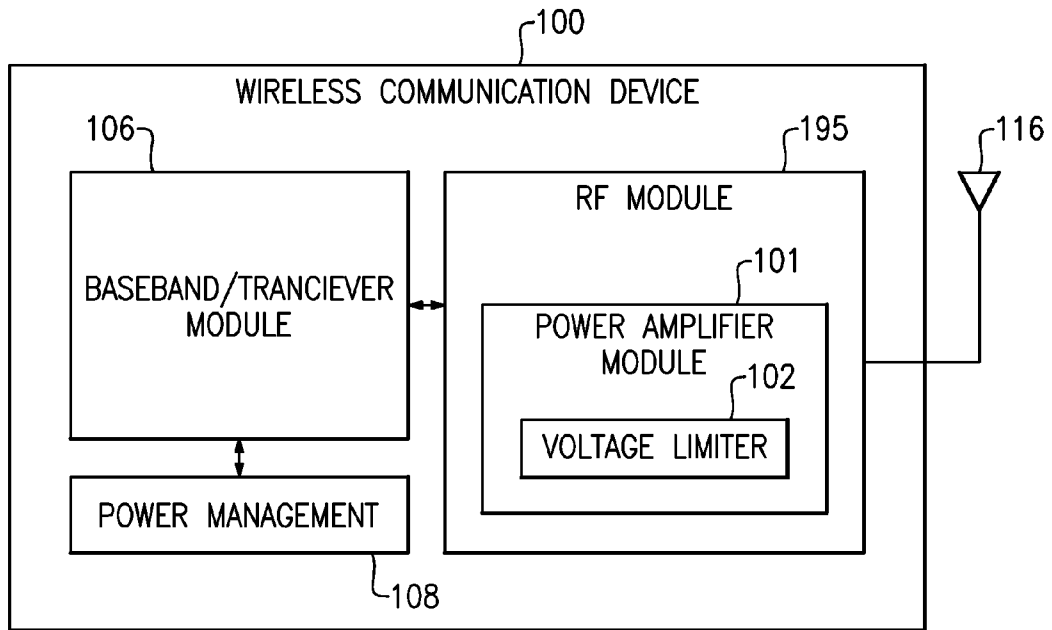 100
WIRELESS COMMUNICATION DEVICE
106
195
116
RF MODULE
BASEBAND/TRANCIEVER
MODULE
101
POWER AMPLIFIER
MODULE
102
VOLTAGE LIMITER
POWER MANAGEMENT
108